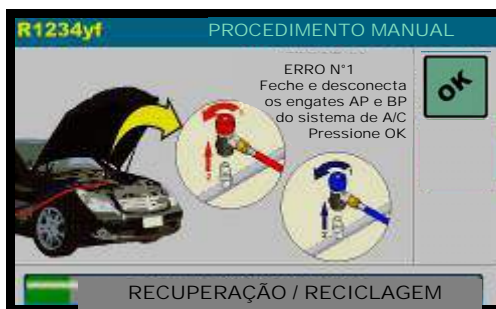 R1234yf
PROCEDIMENTO MANUAL
ERRO N°1
Feche e desconecta
os engates AP e BP
do sistema de A/C
Pressione OK
OK
RECUPERAÇÃO / RECICLAGEM